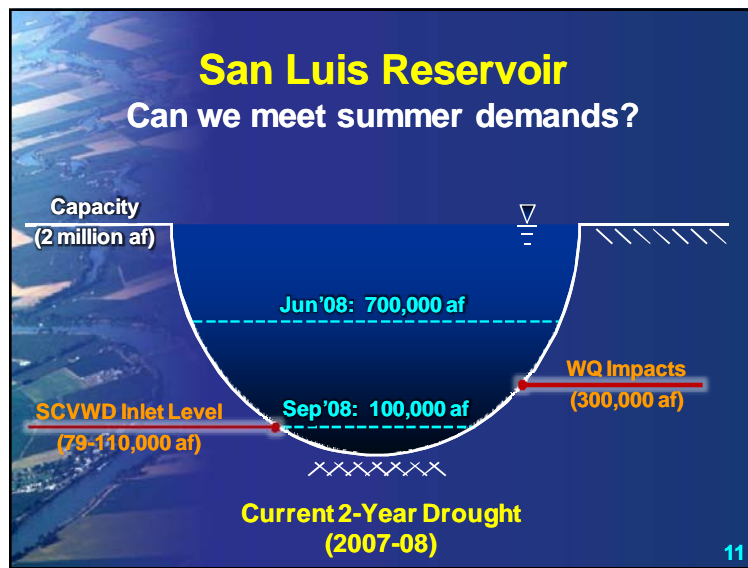 San Luis Reservoir
Can we meet summer demands?
Capacity
(2 million af)
Jun'08: 700,000 af
WQ Impacts
(300,000 af)
SCVWD Inlet Level
(79-110,000 af)
Sep'08: 100,000 af
Current 2-Year Drought
(2007-08)
11